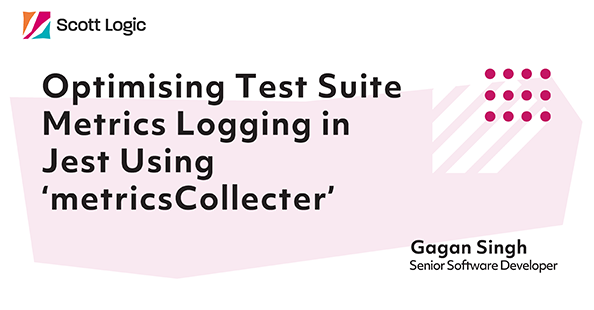 Scott Logic
Optimising Test Suite
Metrics Logging in
Jest Using
‘metricsCollecter’
Gagan Singh
Senior Software Developer